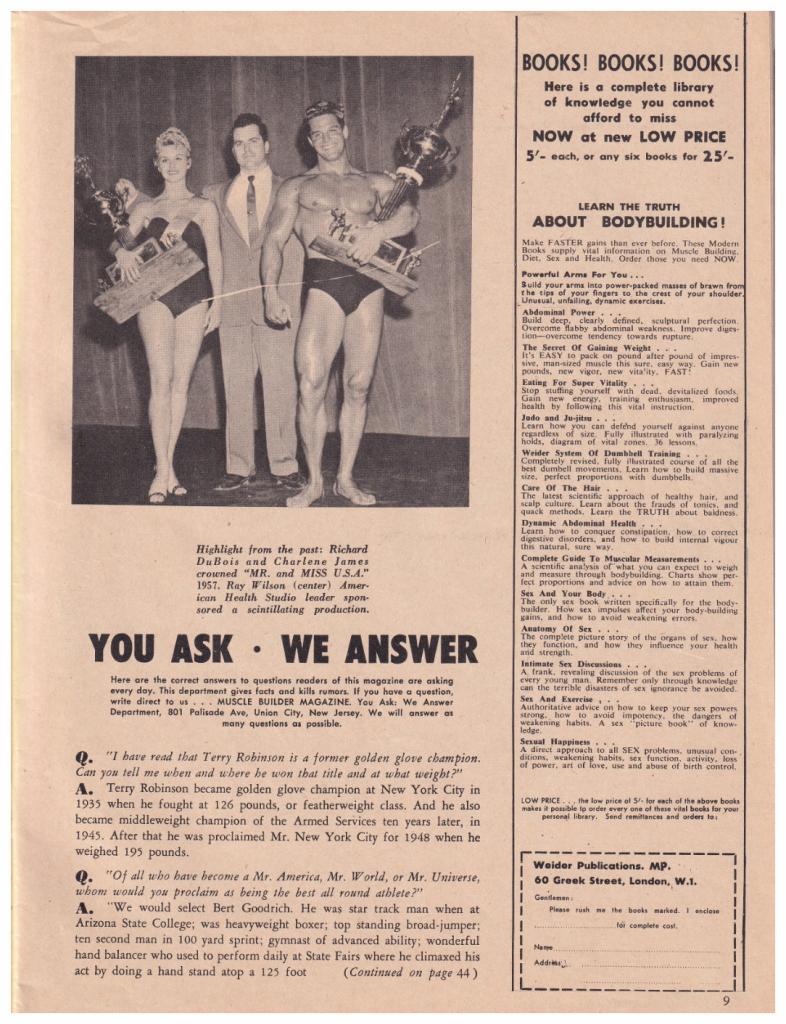 Highlight from the past: Richard
DuBois and Charlene James
crowned "MR. and MISS U.S.A."
1957. Ray Wilson (center) Amer-
ican Health Studio leader spon-
sored a scintillating production.
YOU ASK · WE ANSWER
Here are the correct answers to questions readers of this magazine are asking
every day. This department gives facts and kills rumors. If you have a question,
write direct to us . . . MUSCLE BUILDER MAGAZINE. You Ask: We Answer
Department, 801 Palisade Ave, Union City, New Jersey. We will answer as
many questions as possible.
Q. "I have read that Terry Robinson is a former golden glove champion.
Can you tell me when and where he won that title and at what weight?"
A. Terry Robinson became golden glove champion at New York City in
1935 when he fought at 126 pounds, or featherweight class. And he also
became middleweight champion of the Armed Services ten years later, in
1945. After that he was proclaimed Mr. New York City for 1948 when he
weighed 195 pounds.
Q. "Of all who have become a Mr. America, Mr. World, or Mr. Universe,
whom would you proclaim as being the best all round athlete?"
A. "We would select Bert Goodrich. He was star track man when at
Arizona State College; was heavyweight boxer; top standing broad-jumper;
ten second man in 100 yard sprint; gymnast of advanced ability; wonderful
hand balancer who used to perform daily at State Fairs where he climaxed his
act by doing a hand stand atop a 125 foot (Continued on page 44)
BOOKS! BOOKS! BOOKS!
Here is a complete library
of knowledge you cannot
afford to miss
NOW at new LOW PRICE
5/- each, or any six books for 25/-
LEARN THE TRUTH
ABOUT BODYBUILDING!
Make FASTER gains than ever before. These Modern
Books supply vital information on Muscle Building,
Diet, Sex and Health. Order those you need NOW.
Powerful Arms For You . . .
Build your arms into power-packed masses of brawn from
the tips of your fingers to the crest of your shoulder.
Unusual, unfailing, dynamic exercises.
Abdominal Power . . .
Build deep, clearly defined, sculptural perfection.
Overcome flabby abdominal weakness. Improve diges-
tion—overcome tendency towards rupture.
The Secret Of Gaining Weight . . .
It's EASY to pack on pound after pound of impres-
sive, man-sized muscle this sure, easy way. Gain new
pounds, new vigor, new vitality, FAST!
Eating For Super Vitality . . .
Stop stuffing yourself with dead, devitalized foods.
Gain new energy, training enthusiasm, improved
health by following this vital instruction.
Judo and Ju-jitsu . . .
Learn how you can defend yourself against anyone
regardless of size. Fully illustrated with paralyzing
holds, diagram of vital zones. 36 lessons.
Weider System Of Dumbbell Training . . .
Completely revised, fully illustrated course of all the
best dumbell movements. Learn how to build massive
size, perfect proportions with dumbbells.
Care Of The Hair . . .
The latest scientific approach of healthy hair, and
scalp culture. Learn about the frauds of tonics, and
quack methods. Learn the TRUTH about baldness.
Dynamic Abdominal Health . . .
Learn how to conquer constipation, how to correct
digestive disorders, and how to build internal vigour
this natural, sure way.
Complete Guide To Muscular Measurements . . .
A scientific analysis of what you can expect to weigh
and measure through bodybuilding. Charts show per-
fect proportions and advice on how to attain them.
Sex And Your Body . . .
The only sex book written specifically for the body-
builder. How sex impulses affect your body-building
gains, and how to avoid weakening errors.
Anatomy Of Sex . . .
The complete picture story of the organs of sex, how
they function, and how they influence your health
and strength.
Intimate Sex Discussions . . .
A frank, revealing discussion of the sex problems of
every young man. Remember only through knowledge
can the terrible disasters of sex ignorance be avoided.
Sex And Exercise . . .
Authoritative advice on how to keep your sex powers
strong, how to avoid impotency, the dangers of
weakening habits. A sex "picture book" of know-
ledge.
Sexual Happiness . . .
A direct approach to all SEX problems, unusual con-
ditions, weakening habits, sex function, activity, loss
of power, art of love, use and abuse of birth control.
LOW PRICE . . . the low price of 5/- for each of the above books
makes it possible to order every one of these vital books for your
personal library. Send remittances and orders to:
Weider Publications. MP.
60 Greek Street, London, W.1.
Gentlemen:
Please rush me the books marked. I enclose
for complete cost.
Name
Address
9